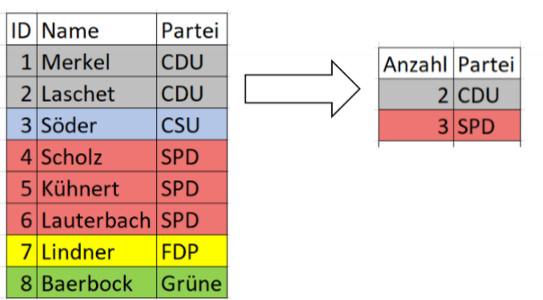 ID Name Partei
1 Merkel CDU
2 Laschet CDU
3 Söder CSU
4 Scholz SPD
5 Kühnert SPD
6 Lauterbach SPD
7 Lindner FDP
8 Baerbock Grüne
Anzahl Partei
2 CDU
3 SPD